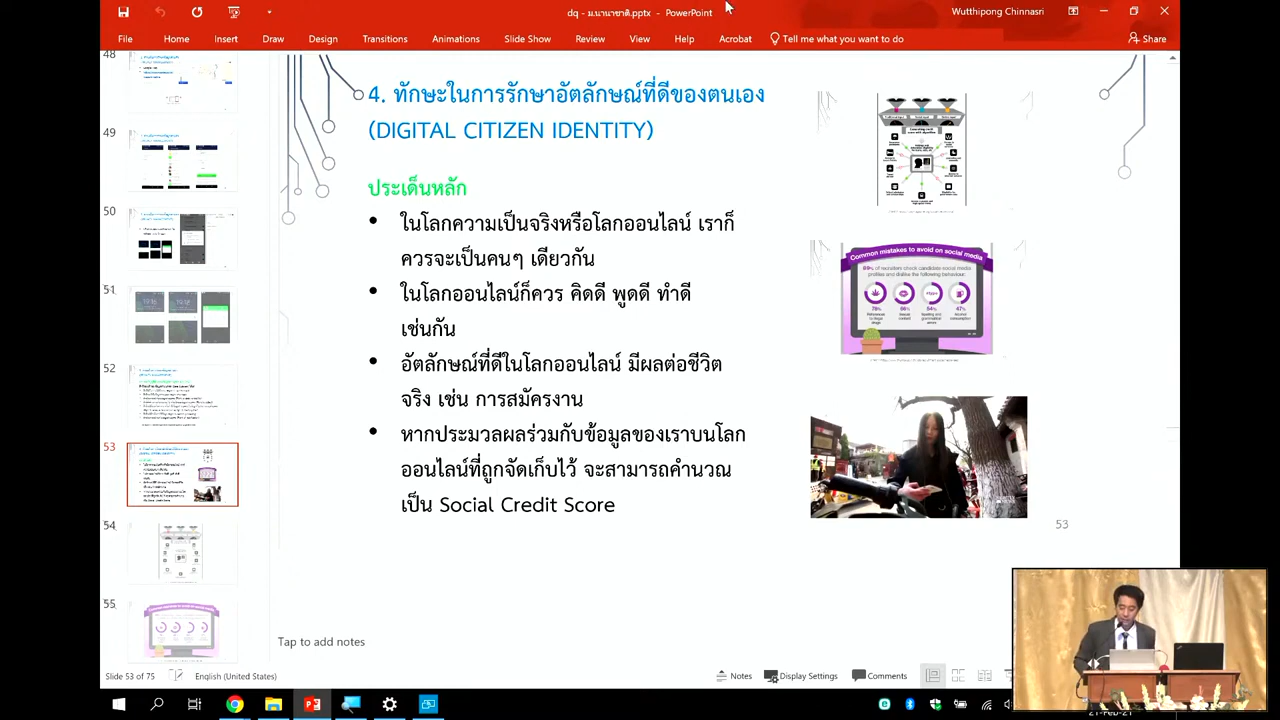 dq - ม.นานาชาติ.pptx - PowerPoint
Wutthipong Chinnasri
File Home Insert Draw Design Transitions Animations Slide Show Review View Help Acrobat Tell me what you want to do Share
48
49
50
51
52
53
54
55
4. ทักษะในการรักษาอัตลักษณ์ที่ดีของตนเอง
(DIGITAL CITIZEN IDENTITY)
ประเด็นหลัก
• ในโลกความเป็นจริงหรือโลกออนไลน์ เราก็
ควรจะเป็นคนๆ เดียวกัน
• ในโลกออนไลน์ก็ควร คิดดี พูดดี ทำดี
เช่นกัน
• อัตลักษณ์ที่ดีในโลกออนไลน์ มีผลต่อชีวิต
จริง เช่น การสมัครงาน
• หากประมวลผลร่วมกับข้อมูลของเราบนโลก
ออนไลน์ที่ถูกจัดเก็บไว้ จะสามารถคำนวณ
เป็น Social Credit Score
Common mistakes to avoid on social media
of recruiters check candidates social media
profiles and dislike the following behaviour:
53
Tap to add notes
Slide 53 of 75 English (United States)
Notes Display Settings Comments
21-Feb-21